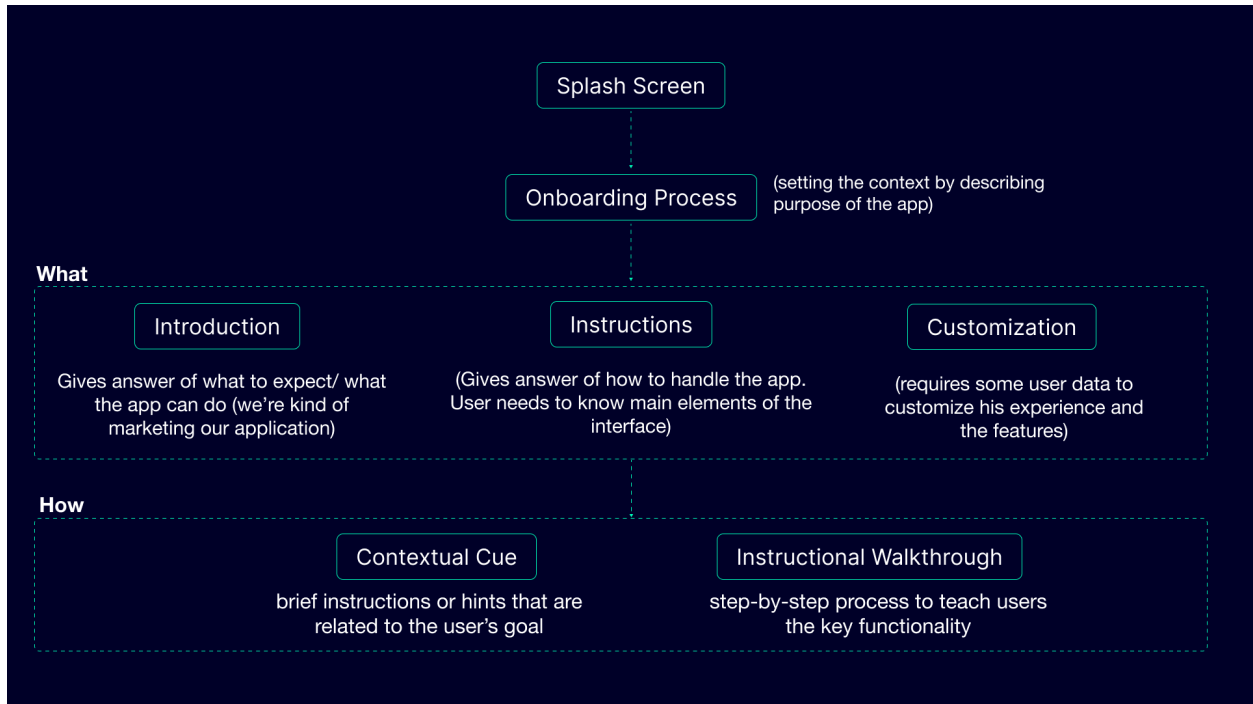 Splash Screen
Onboarding Process
(setting the context by describing
purpose of the app)
What
Introduction
Gives answer of what to expect/ what
the app can do (we’re kind of
marketing our application)
Instructions
(Gives answer of how to handle the app.
User needs to know main elements of the
interface)
Customization
(requires some user data to
customize his experience and
the features)
How
Contextual Cue
brief instructions or hints that are
related to the user’s goal
Instructional Walkthrough
step-by-step process to teach users
the key functionality